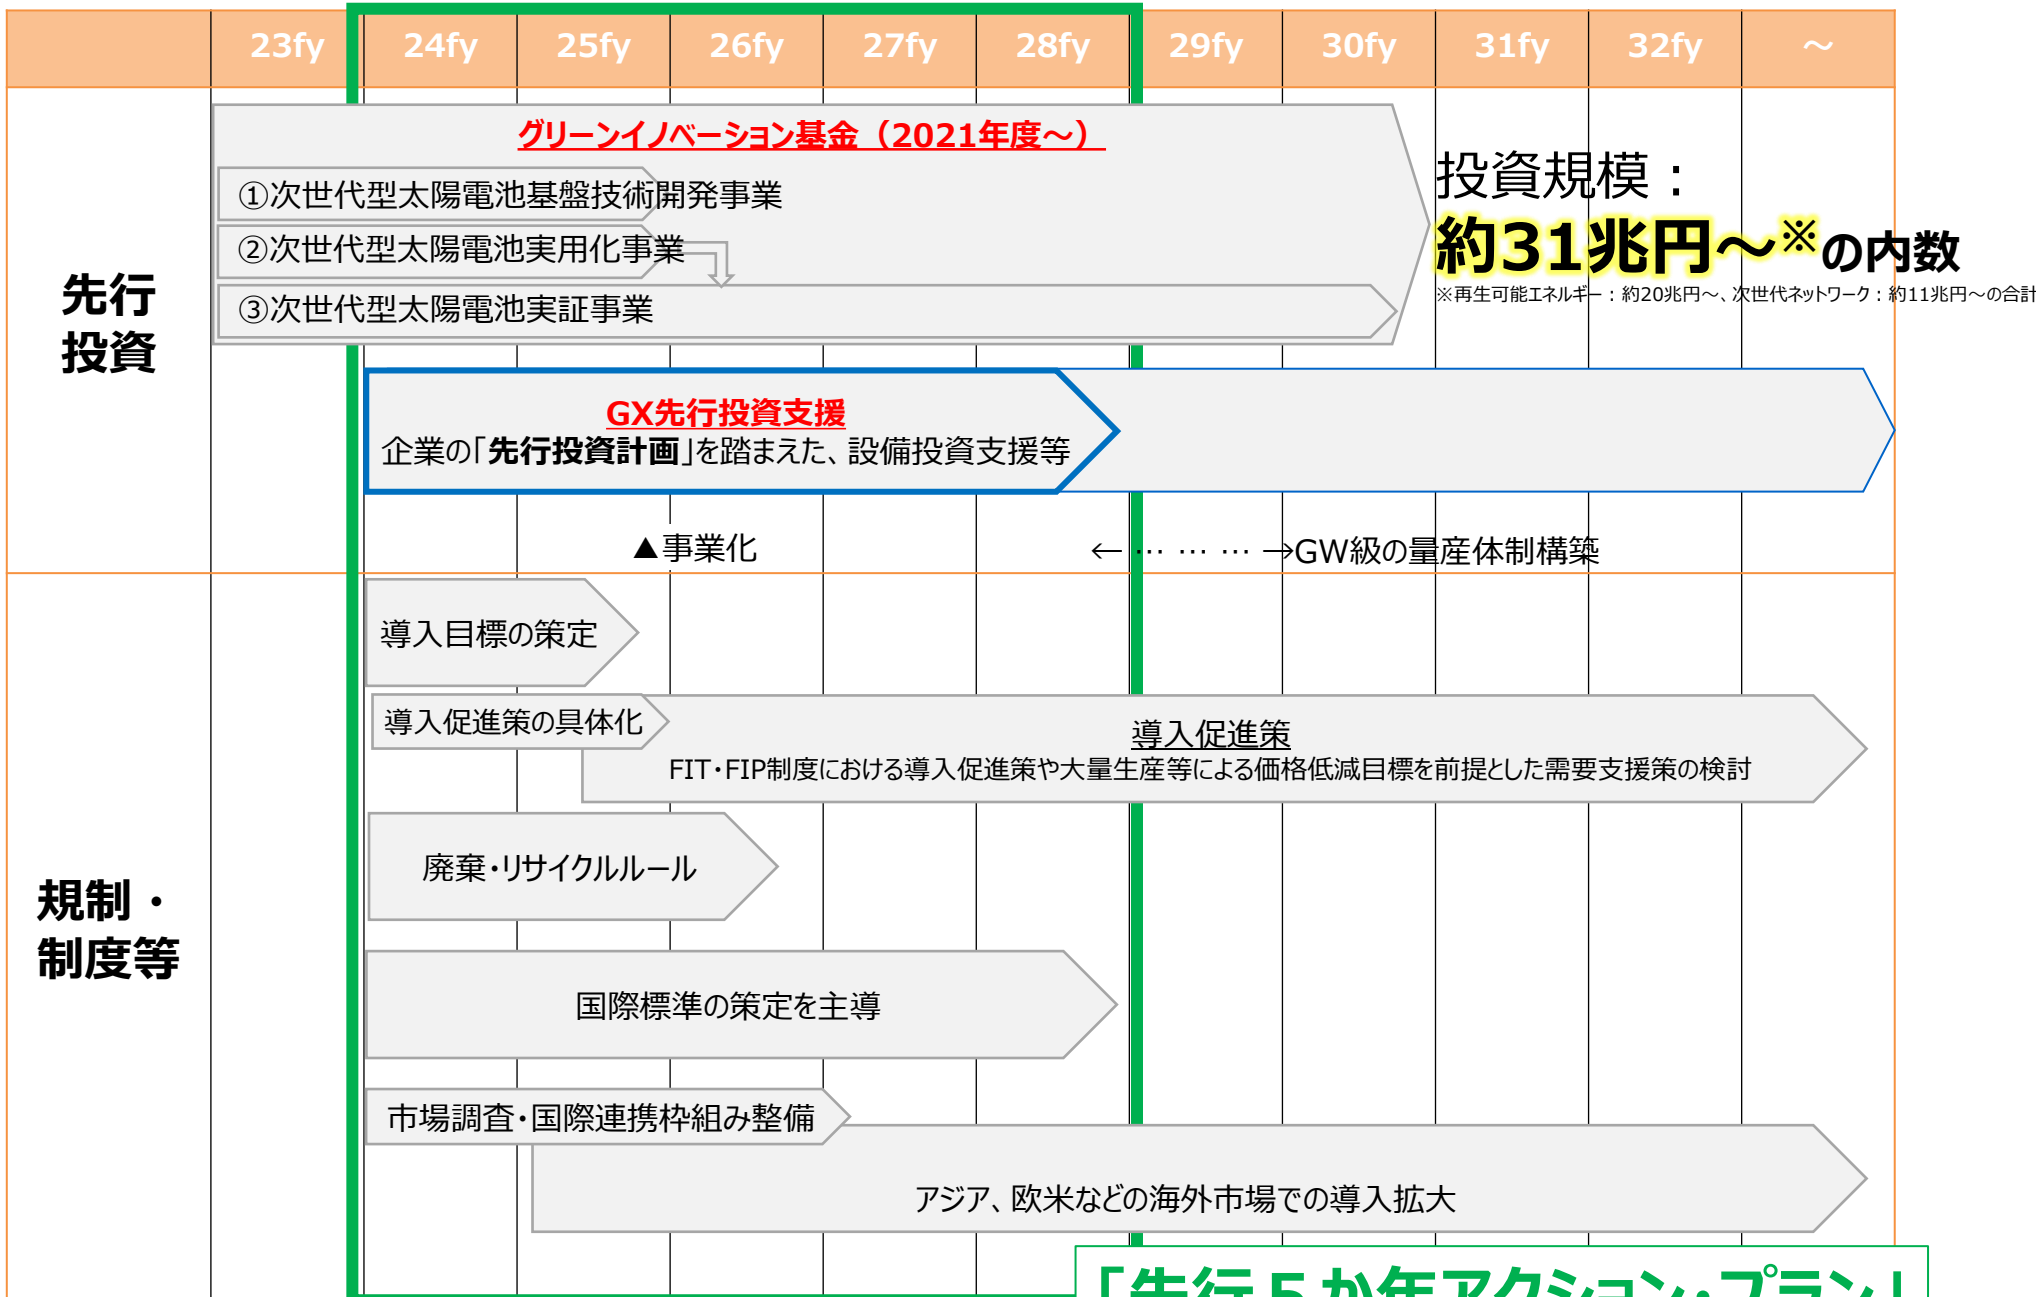 23fy 24fy 25fy 26fy 27fy 28fy 29fy 30fy 31fy 32fy ～
先行
投資
グリーンイノベーション基金（2021年度～）
①次世代型太陽電池基盤技術開発事業
②次世代型太陽電池実用化事業
③次世代型太陽電池実証事業
投資規模：
約31兆円～※の内数
※再生可能エネルギー：約20兆円～、次世代ネットワーク：約11兆円～の合計
GX先行投資支援
企業の「先行投資計画」を踏まえた、設備投資支援等
▲事業化
← … … … →GW級の量産体制構築
規制・
制度等
導入目標の策定
導入促進策の具体化
導入促進策
FIT・FIP制度における導入促進策や大量生産等による価格低減目標を前提とした需要支援策の検討
廃棄・リサイクルルール
国際標準の策定を主導
市場調査・国際連携枠組み整備
アジア、欧米などの海外市場での導入拡大
「先行５か年アクション・プラン」